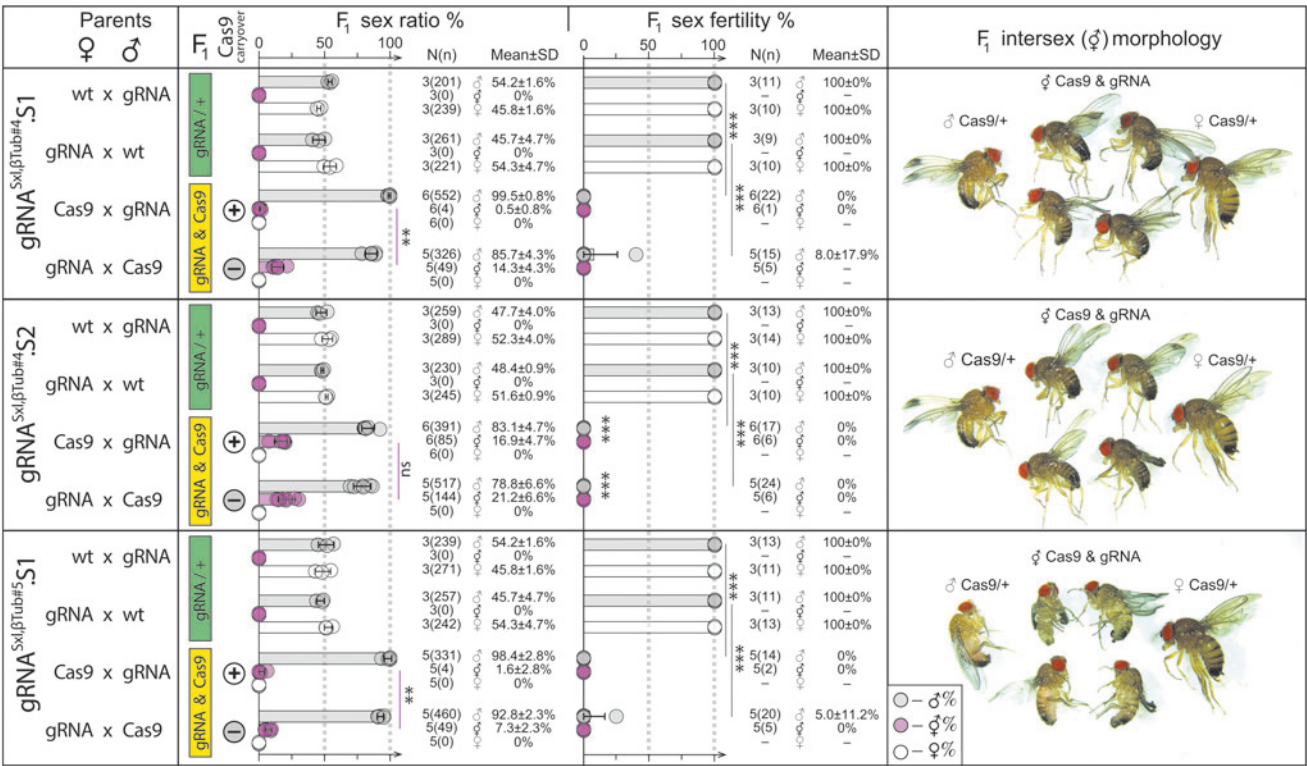 Parents
♀ ♂
F1
Cas9 carryover
F1 sex ratio %
0 50 100
N(n) Mean±SD
F1 sex fertility %
0 50 100
N(n) Mean±SD
F1 intersex (⚥) morphology
gRNA Sxl,βTub#4.S1
gRNA/+
wt x gRNA
3(201) ♂ 54.2±1.6% 3(11) ♂ 100±0%
3(0) ⚥ 0% – ⚥ –
3(239) ♀ 45.8±1.6% 3(10) ♀ 100±0%
gRNA x wt
3(261) ♂ 45.7±4.7% 3(9) ♂ 100±0%
3(0) ⚥ 0% – ⚥ –
3(221) ♀ 54.3±4.7% 3(10) ♀ 100±0%
***
gRNA & Cas9
Cas9 x gRNA
+
6(552) ♂ 99.5±0.8% 6(22) ♂ 0%
6(4) ⚥ 0.5±0.8% 6(1) ⚥ 0%
6(0) ♀ 0% – ♀ –
**
***
gRNA x Cas9
−
5(326) ♂ 85.7±4.3% 5(15) ♂ 8.0±17.9%
5(49) ⚥ 14.3±4.3% 5(5) ⚥ –
5(0) ♀ 0% – ♀ –
⚥ Cas9 & gRNA
♂ Cas9/+
♀ Cas9/+
gRNA Sxl,βTub#4.S2
gRNA/+
wt x gRNA
3(259) ♂ 47.7±4.0% 3(13) ♂ 100±0%
3(0) ⚥ 0% – ⚥ –
3(289) ♀ 52.3±4.0% 3(14) ♀ 100±0%
gRNA x wt
3(230) ♂ 48.4±0.9% 3(10) ♂ 100±0%
3(0) ⚥ 0% – ⚥ –
3(245) ♀ 51.6±0.9% 3(10) ♀ 100±0%
***
gRNA & Cas9
Cas9 x gRNA
+
6(391) ♂ 83.1±4.7% *** 6(17) ♂ 0%
6(85) ⚥ 16.9±4.7% 6(6) ⚥ 0%
6(0) ♀ 0% – ♀ –
ns
***
gRNA x Cas9
−
5(517) ♂ 78.8±6.6% *** 5(24) ♂ 0%
5(144) ⚥ 21.2±6.6% 5(6) ⚥ 0%
5(0) ♀ 0% – ♀ –
⚥ Cas9 & gRNA
♂ Cas9/+
♀ Cas9/+
gRNA Sxl,βTub#5.S1
gRNA/+
wt x gRNA
3(239) ♂ 54.2±1.6% 3(13) ♂ 100±0%
3(0) ⚥ 0% – ⚥ –
3(271) ♀ 45.8±1.6% 3(11) ♀ 100±0%
gRNA x wt
3(257) ♂ 45.7±4.7% 3(11) ♂ 100±0%
3(0) ⚥ 0% – ⚥ –
3(242) ♀ 54.3±4.7% 3(13) ♀ 100±0%
***
gRNA & Cas9
Cas9 x gRNA
+
5(331) ♂ 98.4±2.8% 5(14) ♂ 0%
5(4) ⚥ 1.6±2.8% 5(2) ⚥ 0%
5(0) ♀ 0% – ♀ –
**
***
gRNA x Cas9
−
5(460) ♂ 92.8±2.3% 5(20) ♂ 5.0±11.2%
5(49) ⚥ 7.3±2.3% 5(5) ⚥ 0%
5(0) ♀ 0% – ♀ –
⚥ Cas9 & gRNA
♂ Cas9/+
♀ Cas9/+
– ♂%
– ⚥%
– ♀%